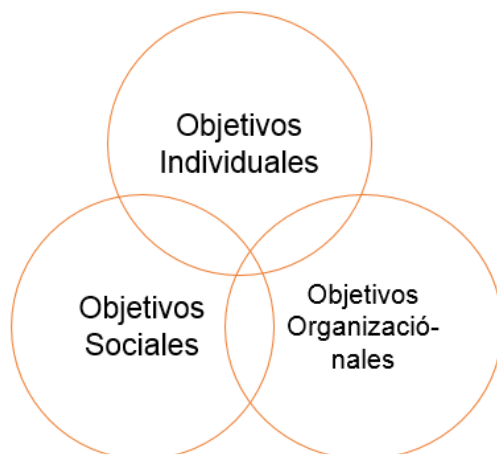 Objetivos
Individuales
Objetivos
Sociales
Objetivos
Organizació-
nales